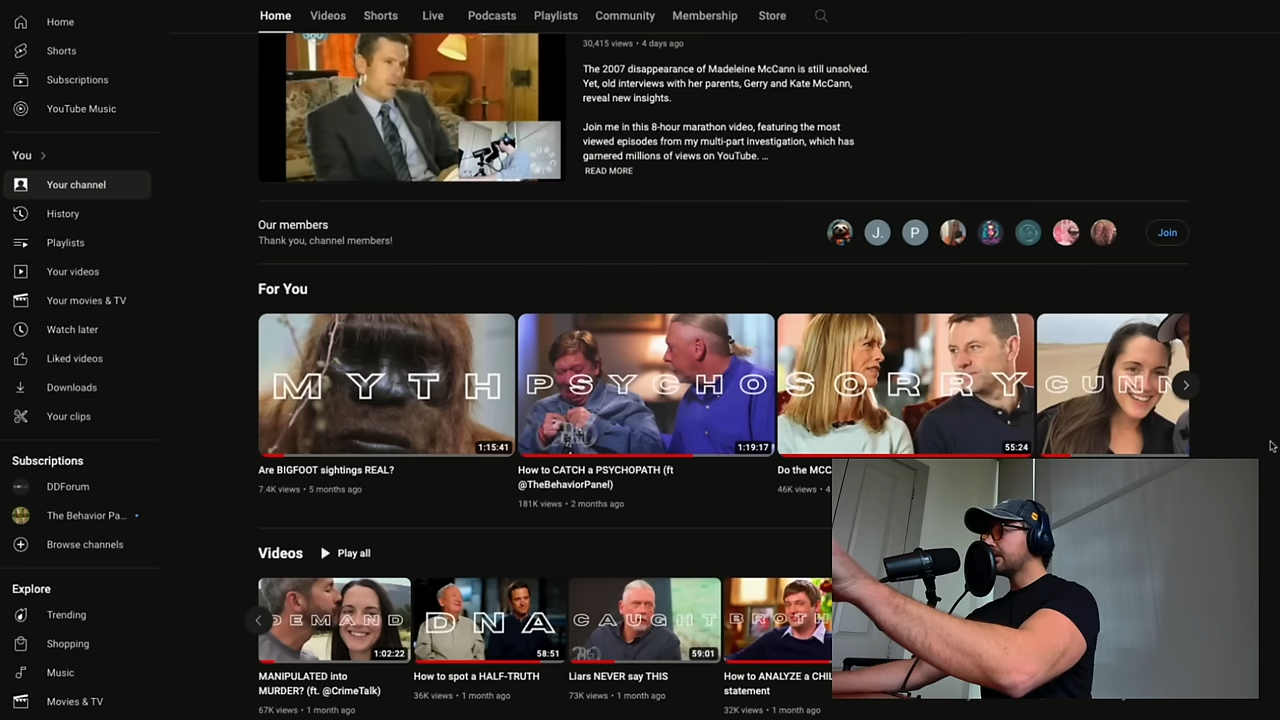 Home
Videos
Shorts
Live
Podcasts
Playlists
Community
Membership
Store
Home
Shorts
Subscriptions
YouTube Music
You
Your channel
History
Playlists
Your videos
Your movies & TV
Watch later
Liked videos
Downloads
Your clips
Subscriptions
DDForum
The Behavior Pa...
Browse channels
Explore
Trending
Shopping
Music
Movies & TV
30,415 views • 4 days ago
The 2007 disappearance of Madeleine McCann is still unsolved.
Yet, old interviews with her parents, Gerry and Kate McCann,
reveal new insights.
Join me in this 8-hour marathon video, featuring the most
viewed episodes from my multi-part investigation, which has
garnered millions of views on YouTube. ...
READ MORE
Our members
Thank you, channel members!
J.
P
Join
For You
MYTH
1:15:41
Are BIGFOOT sightings REAL?
7.4K views • 5 months ago
PSYCHO
1:19:17
How to CATCH a PSYCHOPATH (ft
@TheBehaviorPanel)
181K views • 2 months ago
SORRY
55:24
Do the MCC
46K views • 4
CUNN
Videos
Play all
DEMAND
1:02:22
MANIPULATED into
MURDER? (ft. @CrimeTalk)
67K views • 1 month ago
DNA
58:51
How to spot a HALF-TRUTH
36K views • 1 month ago
CAUGHT
59:01
Liars NEVER say THIS
73K views • 1 month ago
BROTH
How to ANALYZE a CHIL
statement
32K views • 1 month ago